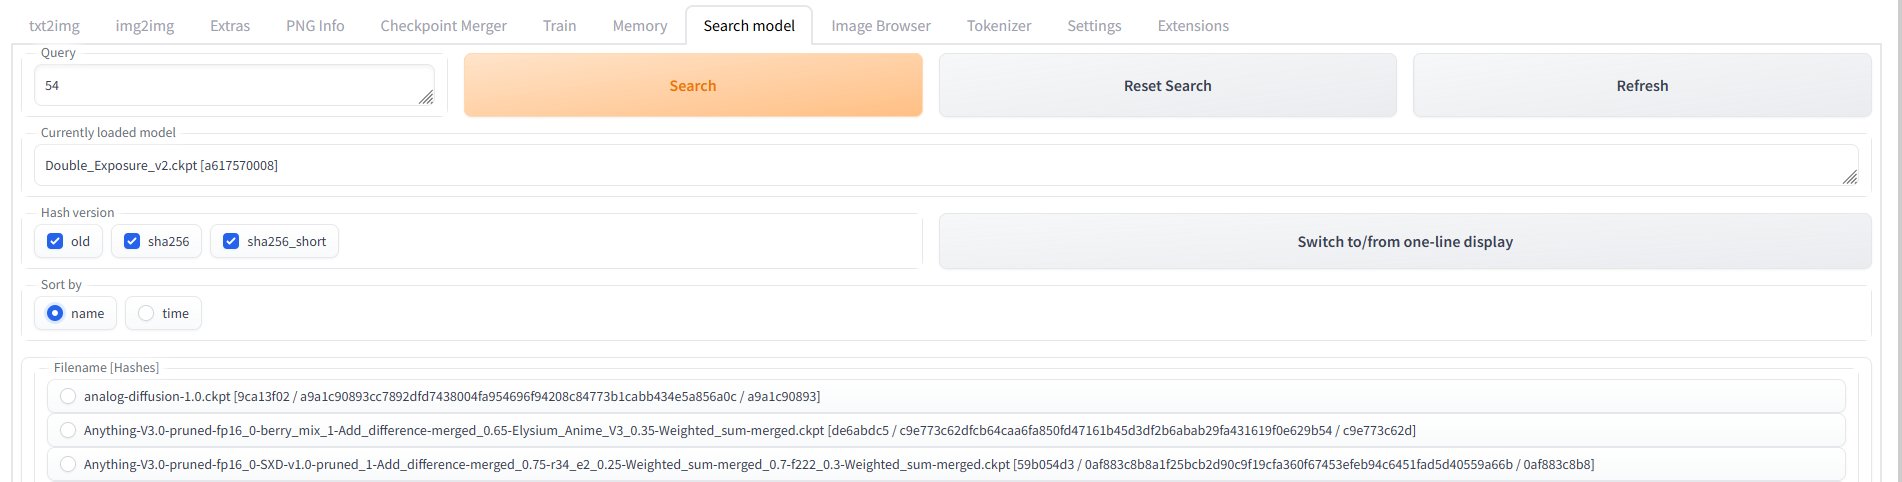 txt2img img2img Extras PNG Info Checkpoint Merger Train Memory Search model Image Browser Tokenizer Settings Extensions
Query
54
Search
Reset Search
Refresh
Currently loaded model
Double_Exposure_v2.ckpt [a617570008]
Hash version
old sha256 sha256_short
Switch to/from one-line display
Sort by
name time
Filename [Hashes]
analog-diffusion-1.0.ckpt [9ca13f02 / a9a1c90893cc7892dfd7438004fa954696f94208c84773b1cabb434e5a856a0c / a9a1c90893]
Anything-V3.0-pruned-fp16_0-berry_mix_1-Add_difference-merged_0.65-Elysium_Anime_V3_0.35-Weighted_sum-merged.ckpt [de6abdc5 / c9e773c62dfcb64caa6fa850fd47161b45d3df2b6abab29fa431619f0e629b54 / c9e773c62d]
Anything-V3.0-pruned-fp16_0-SXD-v1.0-pruned_1-Add_difference-merged_0.75-r34_e2_0.25-Weighted_sum-merged_0.7-f222_0.3-Weighted_sum-merged.ckpt [59b054d3 / 0af883c8b8a1f25bcb2d90c9f19cfa360f67453efeb94c6451fad5d40559a66b / 0af883c8b8]